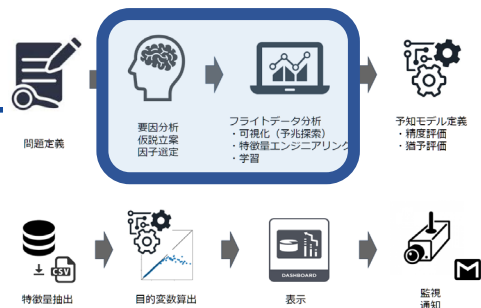 問題定義
要因分析
仮説立案
因子選定
フライトデータ分析
・可視化（予兆探索）
・特徴量エンジニアリング
・学習
予知モデル定義
・精度評価
・猶予評価
CSV
特徴量抽出
目的変数算出
DASHBOARD
表示
監視
通知